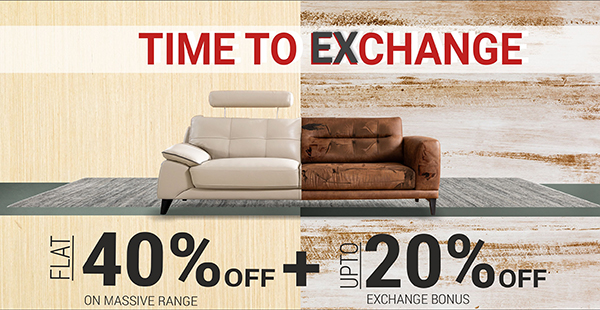 TIME TO EXCHANGE
FLAT 40% OFF + UPTO 20% OFF
ON MASSIVE RANGE EXCHANGE BONUS